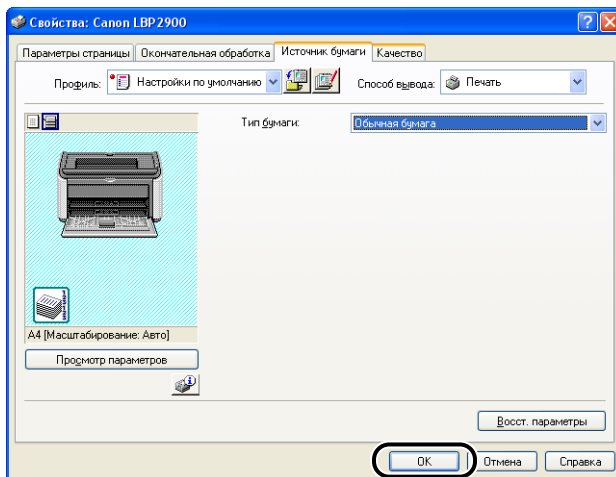 Свойства: Canon LBP2900
Параметры страницы Окончательная обработка Источник бумаги Качество
Профиль: Настройки по умолчанию Способ вывода: Печать
Тип бумаги: Обычная бумага
A4 [Масштабирование: Авто]
Просмотр параметров
Восст. параметры
OK Отмена Справка